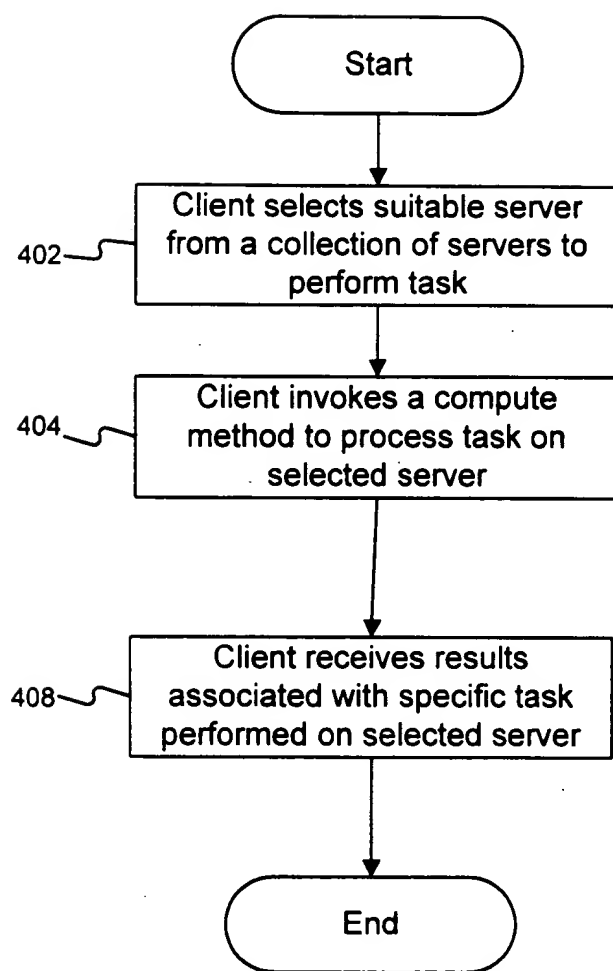 Start
Client selects suitable server
402
from a collection of servers to
perform task
Client invokes a compute
404
method to process task on
selected server
Client receives results
408
associated with specific task
performed on selected server
End